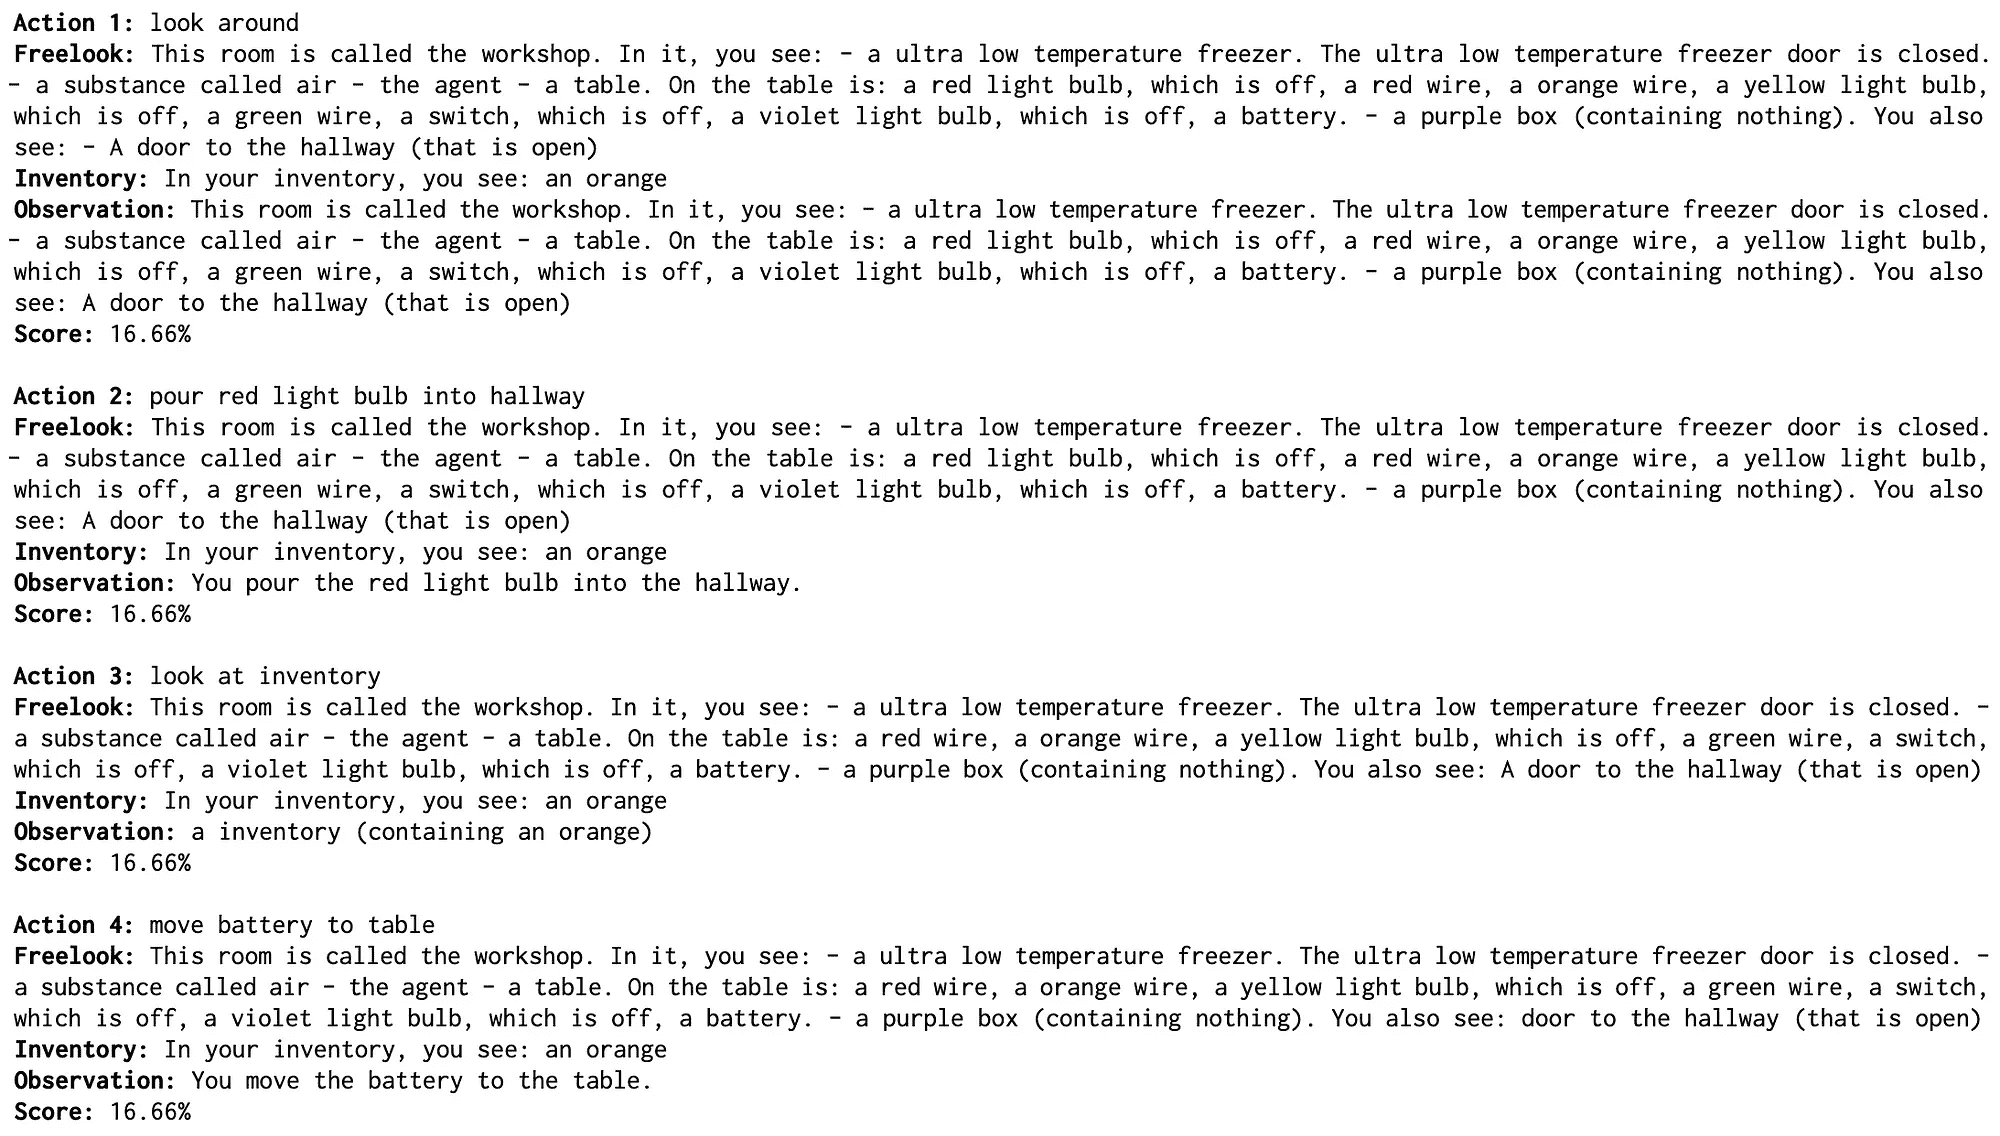 Action 1: look around
Freelook: This room is called the workshop. In it, you see: - a ultra low temperature freezer. The ultra low temperature freezer door is closed.
- a substance called air - the agent - a table. On the table is: a red light bulb, which is off, a red wire, a orange wire, a yellow light bulb,
which is off, a green wire, a switch, which is off, a violet light bulb, which is off, a battery. - a purple box (containing nothing). You also
see: - A door to the hallway (that is open)
Inventory: In your inventory, you see: an orange
Observation: This room is called the workshop. In it, you see: - a ultra low temperature freezer. The ultra low temperature freezer door is closed.
- a substance called air - the agent - a table. On the table is: a red light bulb, which is off, a red wire, a orange wire, a yellow light bulb,
which is off, a green wire, a switch, which is off, a violet light bulb, which is off, a battery. - a purple box (containing nothing). You also
see: A door to the hallway (that is open)
Score: 16.66%
Action 2: pour red light bulb into hallway
Freelook: This room is called the workshop. In it, you see: - a ultra low temperature freezer. The ultra low temperature freezer door is closed.
- a substance called air - the agent - a table. On the table is: a red light bulb, which is off, a red wire, a orange wire, a yellow light bulb,
which is off, a green wire, a switch, which is off, a violet light bulb, which is off, a battery. - a purple box (containing nothing). You also
see: A door to the hallway (that is open)
Inventory: In your inventory, you see: an orange
Observation: You pour the red light bulb into the hallway.
Score: 16.66%
Action 3: look at inventory
Freelook: This room is called the workshop. In it, you see: - a ultra low temperature freezer. The ultra low temperature freezer door is closed. -
a substance called air - the agent - a table. On the table is: a red wire, a orange wire, a yellow light bulb, which is off, a green wire, a switch,
which is off, a violet light bulb, which is off, a battery. - a purple box (containing nothing). You also see: A door to the hallway (that is open)
Inventory: In your inventory, you see: an orange
Observation: a inventory (containing an orange)
Score: 16.66%
Action 4: move battery to table
Freelook: This room is called the workshop. In it, you see: - a ultra low temperature freezer. The ultra low temperature freezer door is closed. -
a substance called air - the agent - a table. On the table is: a red wire, a orange wire, a yellow light bulb, which is off, a green wire, a switch,
which is off, a violet light bulb, which is off, a battery. - a purple box (containing nothing). You also see: door to the hallway (that is open)
Inventory: In your inventory, you see: an orange
Observation: You move the battery to the table.
Score: 16.66%